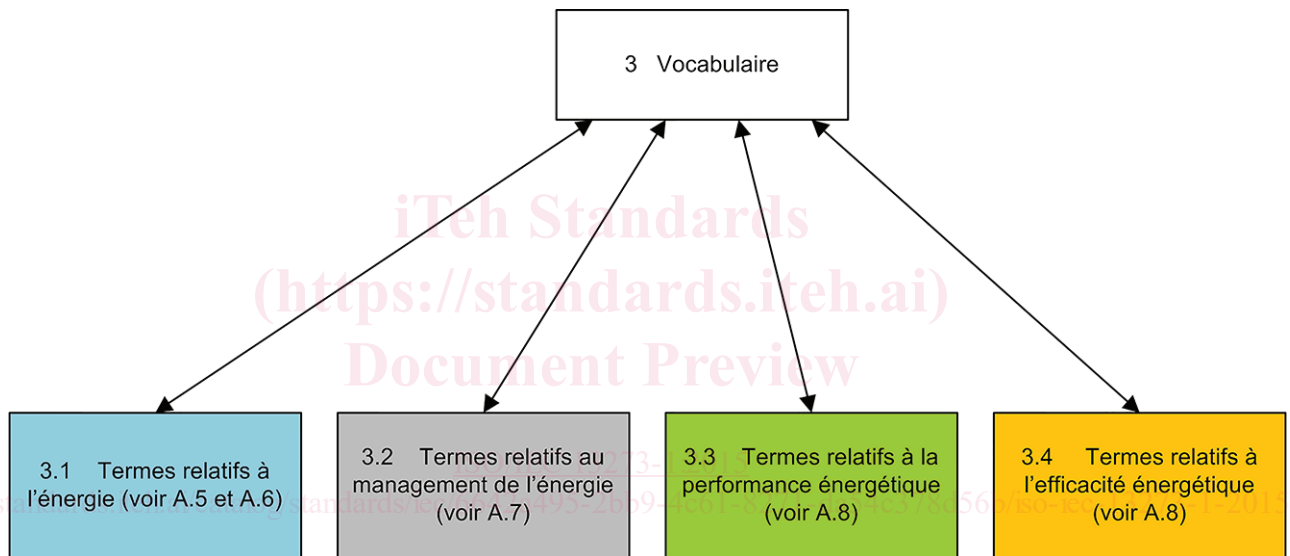 3 Vocabulaire
iTeh Standards
(https://standards.iteh.ai)
Document Preview
3.1 Termes relatifs à
l’énergie (voir A.5 et A.6)
3.2 Termes relatifs au
management de l’énergie
(voir A.7)
3.3 Termes relatifs à la
performance énergétique
(voir A.8)
3.4 Termes relatifs à
l’efficacité énergétique
(voir A.8)